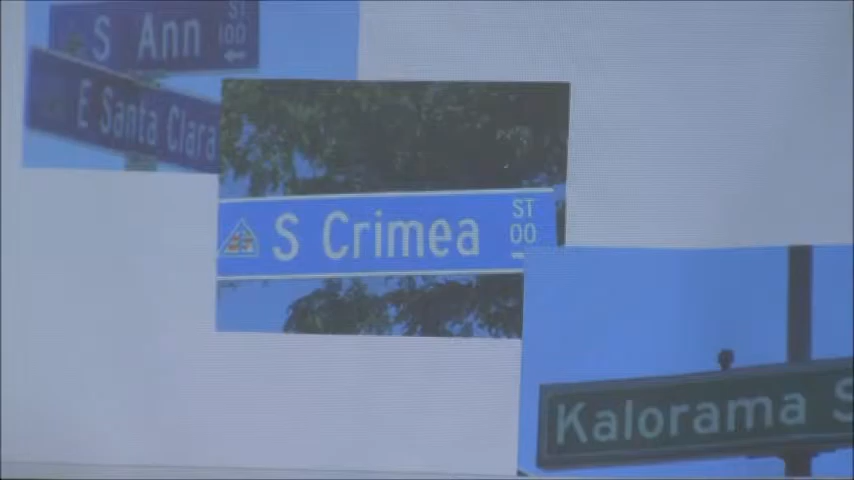 S Ann ST
100
E Santa Clara
S Crimea ST
00
Kalorama S